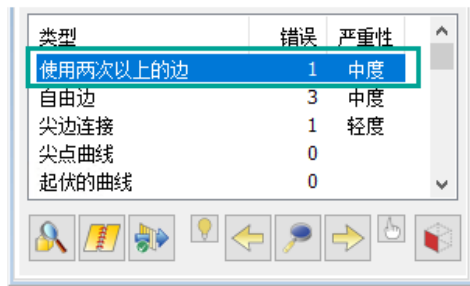 类型 错误 严重性
使用两次以上的边 1 中度
自由边 3 中度
尖边连接 1 轻度
尖点曲线 0
起伏的曲线 0